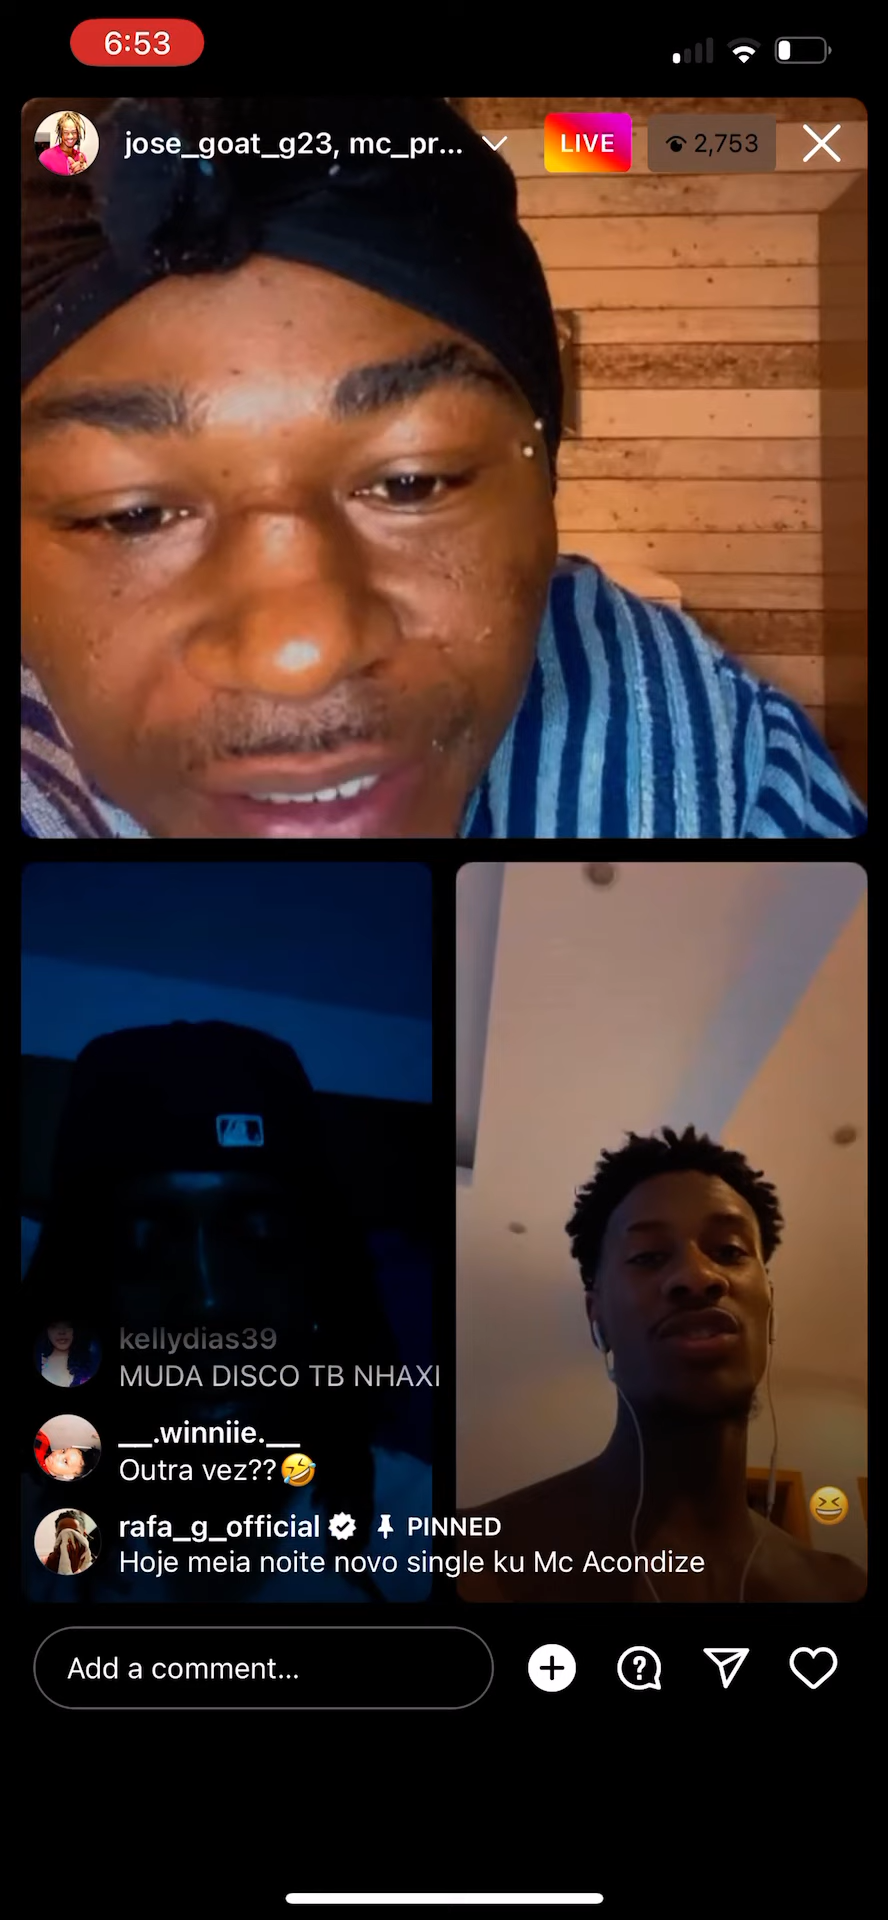 6:53
jose_goat_g23, mc_pr...
LIVE
2,753
kellydias39
MUDA DISCO TB NHAXI
__.winniie.__
Outra vez??🤣
rafa_g_official PINNED
Hoje meia noite novo single ku Mc Acondize
Add a comment...